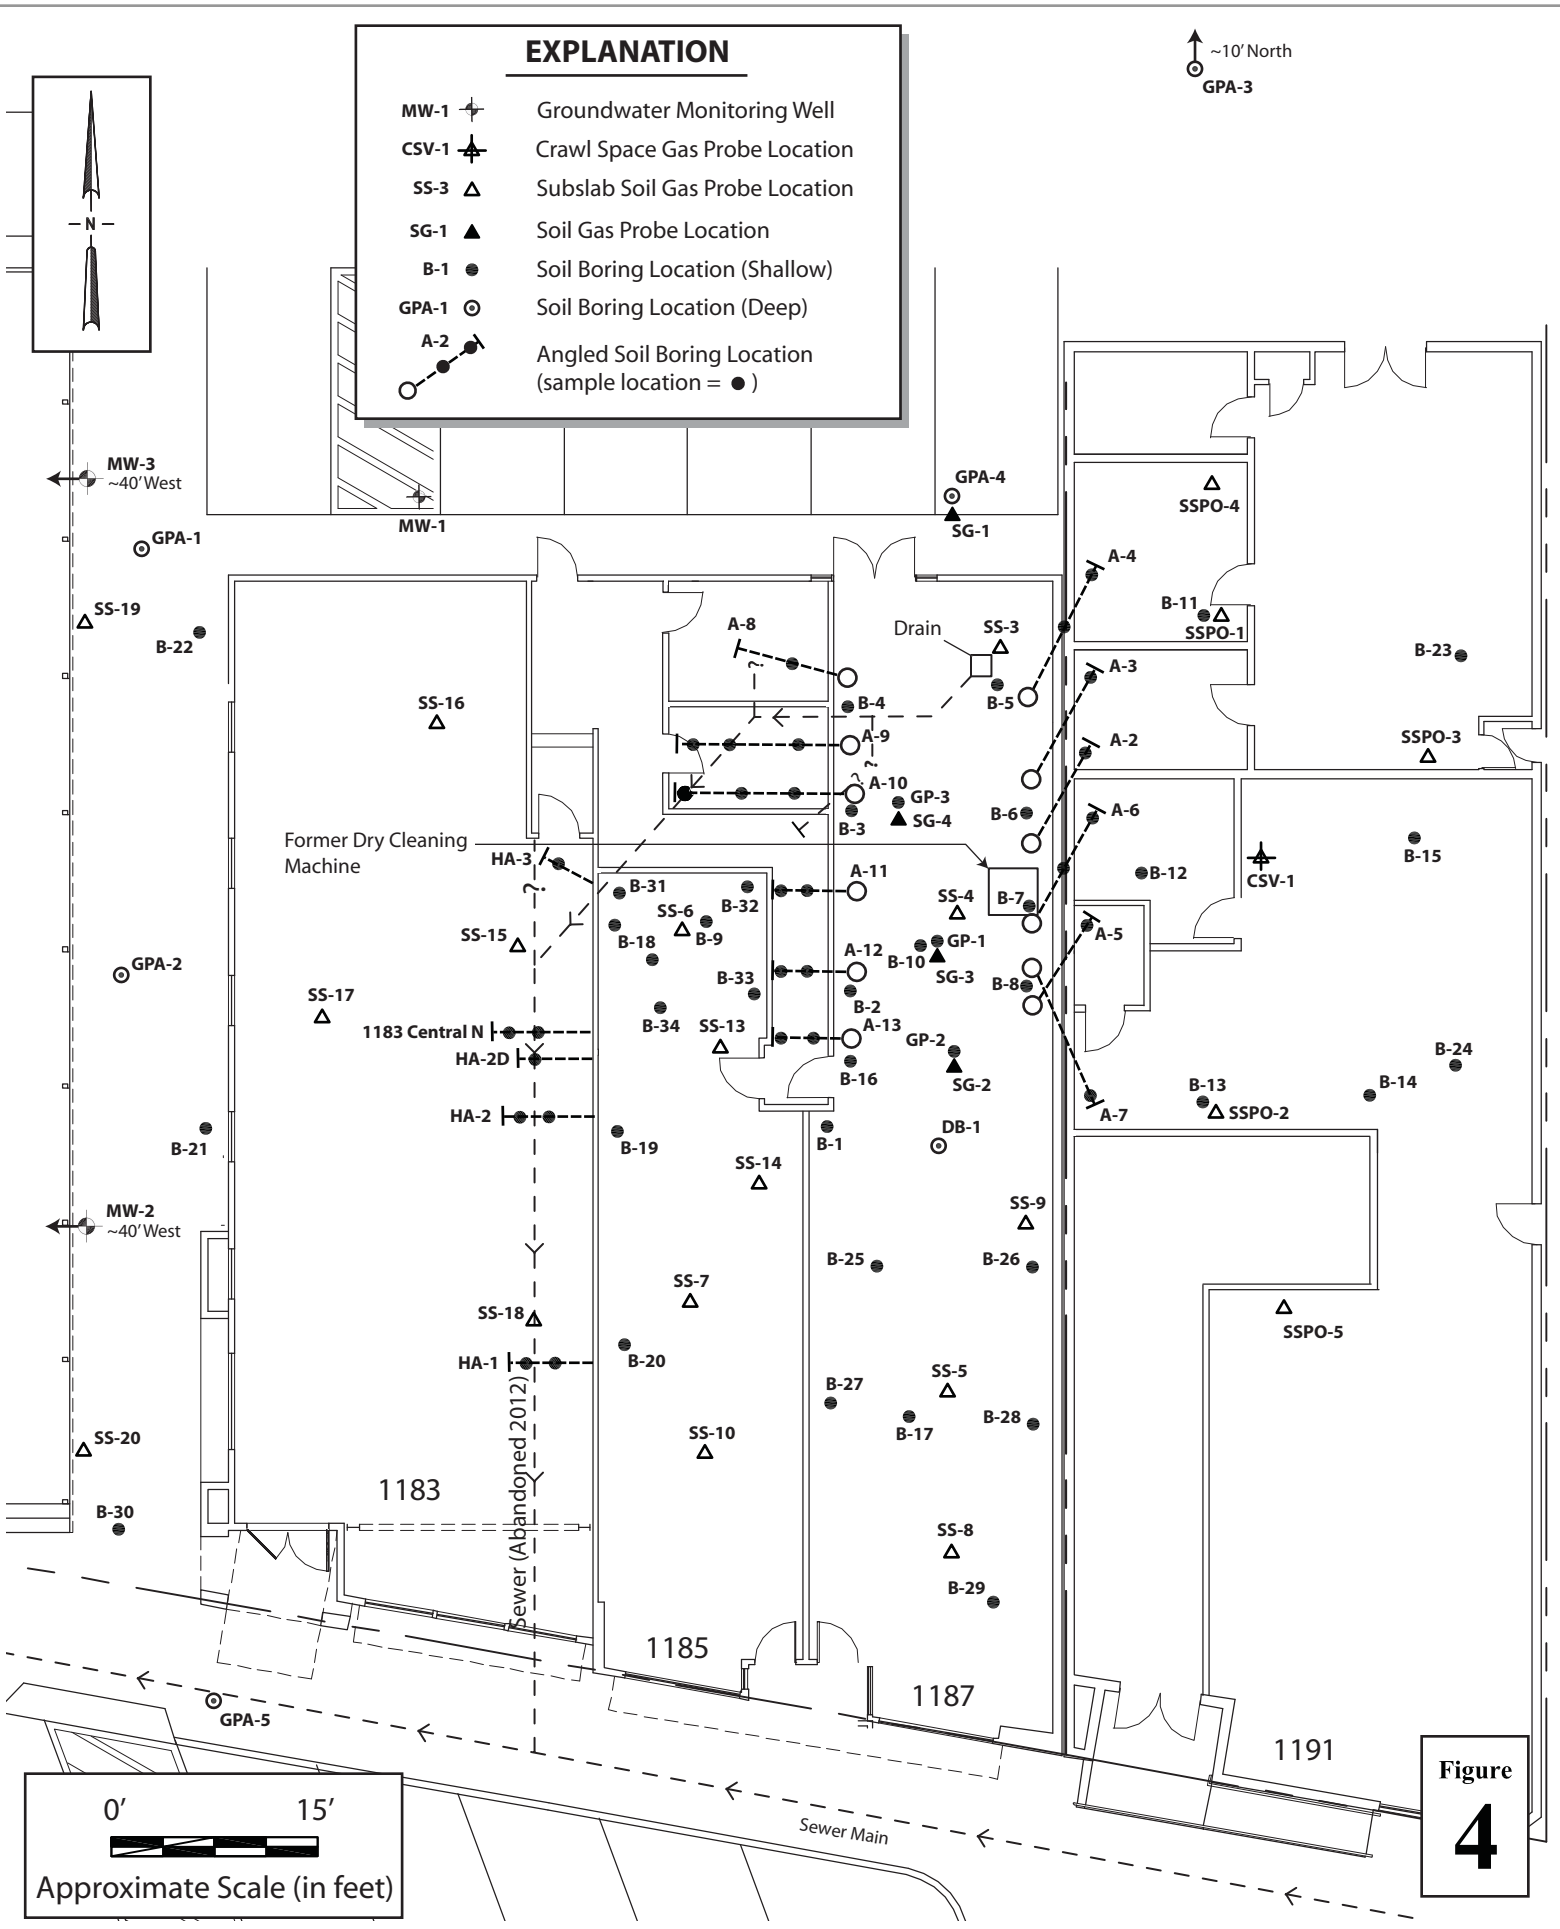 EXPLANATION
MW-1 Groundwater Monitoring Well
CSV-1 Crawl Space Gas Probe Location
SS-3 Subslab Soil Gas Probe Location
SG-1 Soil Gas Probe Location
B-1 Soil Boring Location (Shallow)
GPA-1 Soil Boring Location (Deep)
A-2 Angled Soil Boring Location
(sample location = )
~10' North
GPA-3
N
MW-3
~40' West
MW-1
GPA-4
SG-1
SSPO-4
GPA-1
A-4
SS-19
B-22
B-11
SSPO-1
A-8
Drain
SS-3
B-23
?
A-3
B-5
SS-16
B-4
A-9
A-2
SSPO-3
?
?
A-10
GP-3
B-3
SG-4
B-6
A-6
Former Dry Cleaning
Machine
HA-3
B-15
?
A-11
B-12
CSV-1
B-31
B-32
SS-4
B-7
SS-6
B-9
SS-15
B-18
A-12
B-10
GP-1
A-5
GPA-2
B-33
SG-3
B-8
SS-17
B-2
B-34
SS-13
A-13
1183 Central N
GP-2
B-24
HA-2D
B-16
SG-2
B-13
B-14
HA-2
A-7
SSPO-2
B-21
B-19
B-1
DB-1
SS-14
MW-2
~40' West
SS-9
B-25
B-26
SS-7
SS-18
SSPO-5
HA-1
B-20
SS-5
B-27
B-17
B-28
SS-20
SS-10
Sewer (Abandoned 2012)
1183
B-30
SS-8
B-29
1185
1187
GPA-5
1191
Sewer Main
0' 15'
Approximate Scale (in feet)
Figure
4